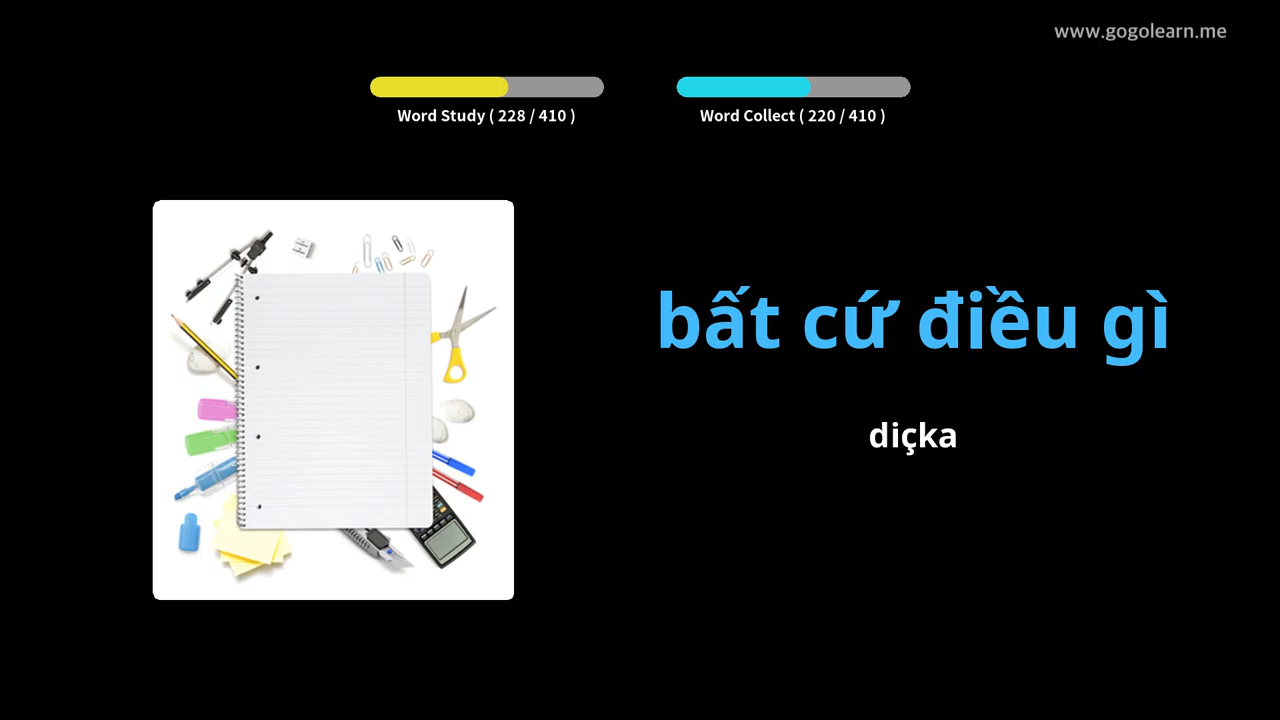 www.gogolearn.me
Word Study ( 228 / 410 )
Word Collect ( 220 / 410 )
bất cứ điều gì
diçka